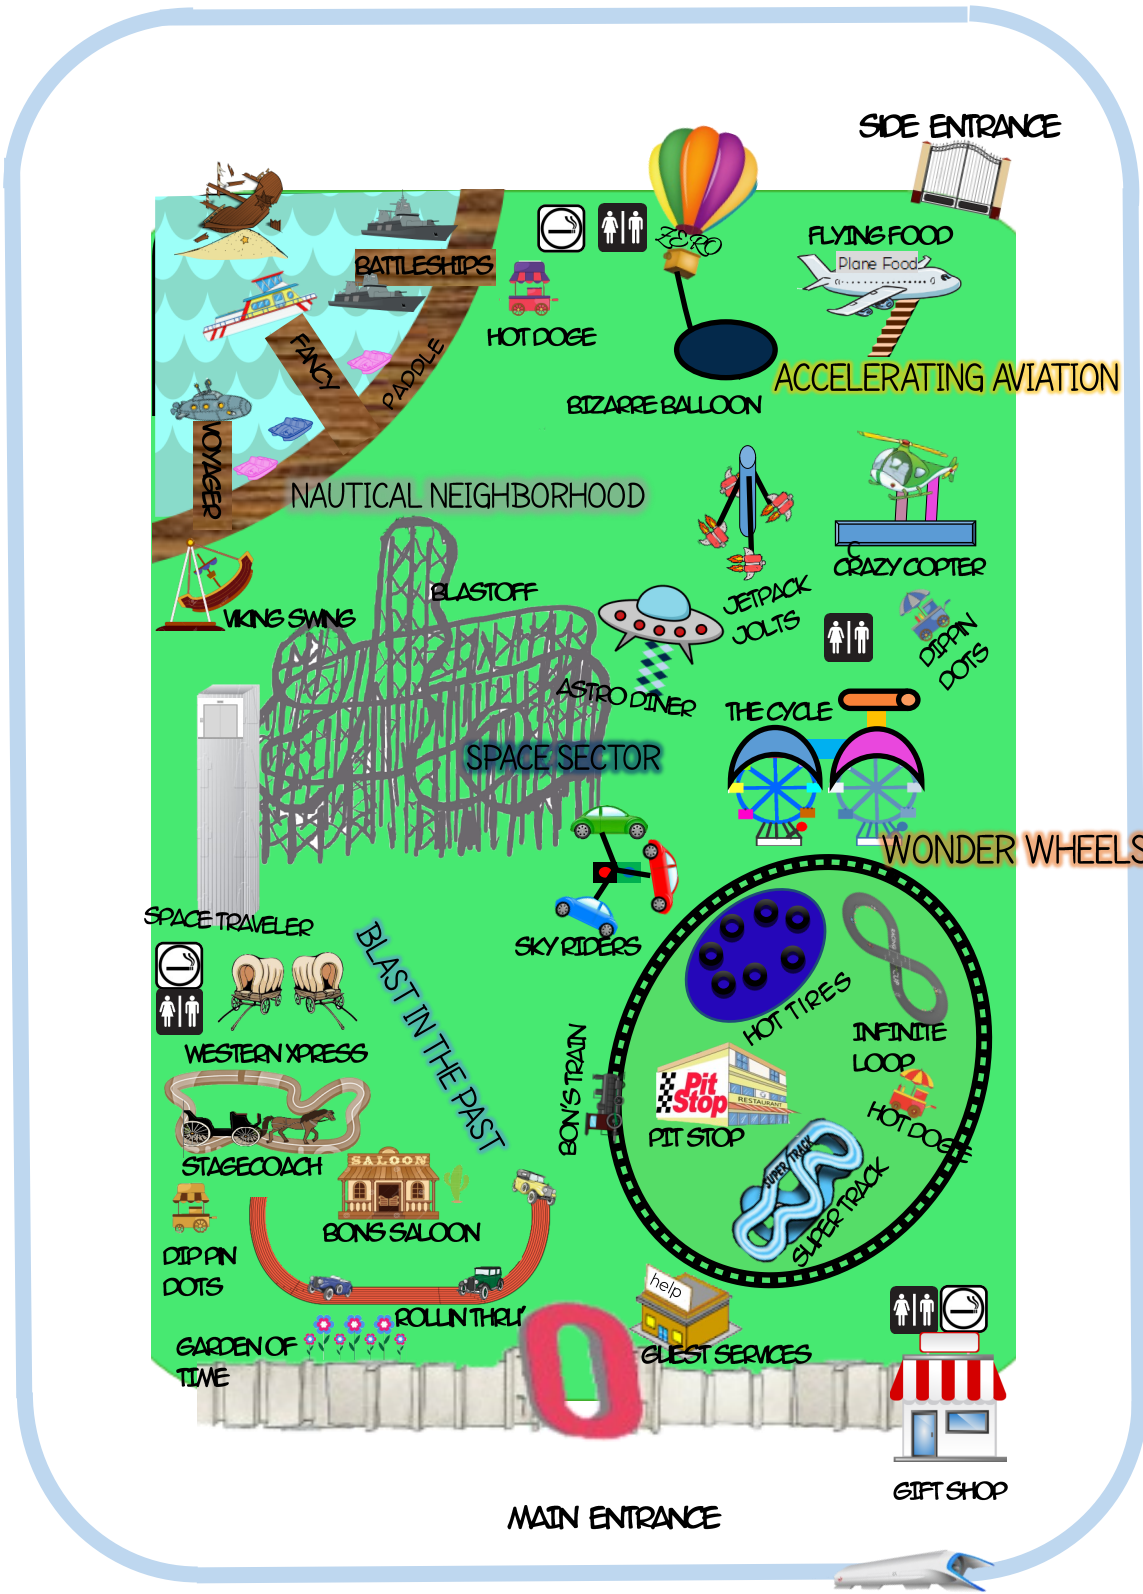 SIDE ENTRANCE
ZERO
FLYING FOOD
Plane Food
BATTLESHIPS
HOT DOGE
FANCY
PADDLE
ACCELERATING AVIATION
BIZARRE BALLOON
VOYAGER
NAUTICAL NEIGHBORHOOD
C
CRAZY COPTER
BLASTOFF
JETPACK
JOLTS
VIKING SWING
DIPPIN
DOTS
ASTRO DINER
THE CYCLE
SPACE SECTOR
WONDER WHEELS
SPACE TRAVELER
SKY RIDERS
BLAST IN THE PAST
HOT TIRES
INFINITE
LOOP
WESTERN XPRESS
BON'S TRAIN
Pit
Stop
RESTAURANT
HOT DOGE
PIT STOP
STAGECOACH
SALOON
SUPER TRACK
SUPER TRACK
BONS SALOON
DIPPIN
DOTS
help
ROLLIN THRU'
GARDEN OF
TIME
GUEST SERVICES
GIFT SHOP
MAIN ENTRANCE